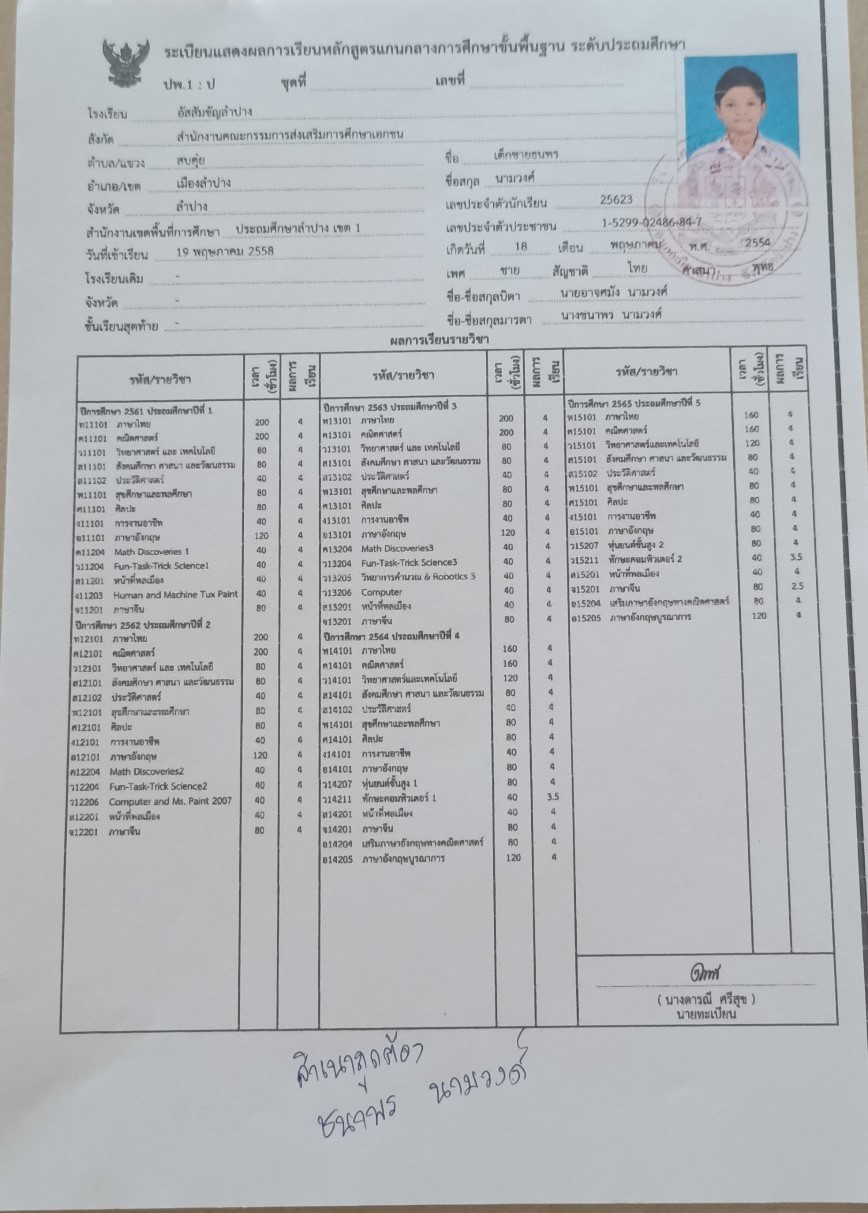 ระเบียนแสดงผลการเรียนหลักสูตรแกนกลางการศึกษาขั้นพื้นฐาน ระดับประถมศึกษา
ปพ.1 : ป ชุดที่ เลขที่
โรงเรียน อัสสัมชัญลำปาง
สังกัด สำนักงานคณะกรรมการส่งเสริมการศึกษาเอกชน
ตำบล/แขวง สบตุ๋ย
อำเภอ/เขต เมืองลำปาง
จังหวัด ลำปาง
สำนักงานเขตพื้นที่การศึกษา ประถมศึกษาลำปาง เขต 1
วันที่เข้าเรียน 19 พฤษภาคม 2558
โรงเรียนเดิม -
จังหวัด -
ชั้นเรียนสุดท้าย -
ชื่อ เด็กชายธนพร
ชื่อสกุล นามวงศ์
เลขประจำตัวนักเรียน 25623
เลขประจำตัวประชาชน 1-5299-02486-84-7
เกิดวันที่ 18 เดือน พฤษภาคม พ.ศ. 2554
เพศ ชาย สัญชาติ ไทย ศาสนา พุทธ
ชื่อ-ชื่อสกุลบิดา นายอาจศมัง นามวงศ์
ชื่อ-ชื่อสกุลมารดา นางชนาพร นามวงศ์
ผลการเรียนรายวิชา
รหัส/รายวิชา เวลา (ชั่วโมง) ผลการเรียน
ปีการศึกษา 2561 ประถมศึกษาปีที่ 1
ท11101 ภาษาไทย 200 4
ค11101 คณิตศาสตร์ 200 4
ว11101 วิทยาศาสตร์ และ เทคโนโลยี 80 4
ส11101 สังคมศึกษา ศาสนา และวัฒนธรรม 80 4
ส11102 ประวัติศาสตร์ 40 4
พ11101 สุขศึกษาและพลศึกษา 80 4
ศ11101 ศิลปะ 80 4
ง11101 การงานอาชีพ 40 4
อ11101 ภาษาอังกฤษ 120 4
ค11204 Math Discoveries 1 40 4
ว11204 Fun-Task-Trick Science1 40 4
ส11201 หน้าที่พลเมือง 40 4
ง11203 Human and Machine Tux Paint 40 4
จ11201 ภาษาจีน 80 4
ปีการศึกษา 2562 ประถมศึกษาปีที่ 2
ท12101 ภาษาไทย 200 4
ค12101 คณิตศาสตร์ 200 4
ว12101 วิทยาศาสตร์ และ เทคโนโลยี 80 4
ส12101 สังคมศึกษา ศาสนา และวัฒนธรรม 80 4
ส12102 ประวัติศาสตร์ 40 4
พ12101 สุขศึกษาและพลศึกษา 80 4
ศ12101 ศิลปะ 80 4
ง12101 การงานอาชีพ 40 4
อ12101 ภาษาอังกฤษ 120 4
ค12204 Math Discoveries2 40 4
ว12204 Fun-Task-Trick Science2 40 4
ว12206 Computer and Ms. Paint 2007 40 4
ส12201 หน้าที่พลเมือง 40 4
จ12201 ภาษาจีน 80 4
รหัส/รายวิชา เวลา (ชั่วโมง) ผลการเรียน
ปีการศึกษา 2563 ประถมศึกษาปีที่ 3
ท13101 ภาษาไทย 200 4
ค13101 คณิตศาสตร์ 200 4
ว13101 วิทยาศาสตร์ และ เทคโนโลยี 80 4
ส13101 สังคมศึกษา ศาสนา และวัฒนธรรม 80 4
ส13102 ประวัติศาสตร์ 40 4
พ13101 สุขศึกษาและพลศึกษา 80 4
ศ13101 ศิลปะ 80 4
ง13101 การงานอาชีพ 40 4
อ13101 ภาษาอังกฤษ 120 4
ค13204 Math Discoveries3 40 4
ว13204 Fun-Task-Trick Science3 40 4
ว13205 วิทยาการคำนวณ & Robotics 3 40 4
ว13206 Computer 40 4
ส13201 หน้าที่พลเมือง 40 4
จ13201 ภาษาจีน 80 4
ปีการศึกษา 2564 ประถมศึกษาปีที่ 4
ท14101 ภาษาไทย 160 4
ค14101 คณิตศาสตร์ 160 4
ว14101 วิทยาศาสตร์และเทคโนโลยี 120 4
ส14101 สังคมศึกษา ศาสนา และวัฒนธรรม 80 4
ส14102 ประวัติศาสตร์ 40 4
พ14101 สุขศึกษาและพลศึกษา 80 4
ศ14101 ศิลปะ 80 4
ง14101 การงานอาชีพ 40 4
อ14101 ภาษาอังกฤษ 80 4
ว14207 หุ่นยนต์ขั้นสูง 1 80 4
ว14211 ทักษะคอมพิวเตอร์ 1 40 3.5
ส14201 หน้าที่พลเมือง 40 4
จ14201 ภาษาจีน 80 4
อ14204 เสริมภาษาอังกฤษทางคณิตศาสตร์ 80 4
อ14205 ภาษาอังกฤษบูรณาการ 120 4
รหัส/รายวิชา เวลา (ชั่วโมง) ผลการเรียน
ปีการศึกษา 2565 ประถมศึกษาปีที่ 5
ท15101 ภาษาไทย 160 4
ค15101 คณิตศาสตร์ 160 4
ว15101 วิทยาศาสตร์และเทคโนโลยี 120 4
ส15101 สังคมศึกษา ศาสนา และวัฒนธรรม 80 4
ส15102 ประวัติศาสตร์ 40 4
พ15101 สุขศึกษาและพลศึกษา 80 4
ศ15101 ศิลปะ 80 4
ง15101 การงานอาชีพ 40 4
อ15101 ภาษาอังกฤษ 80 4
ว15207 หุ่นยนต์ขั้นสูง 2 80 4
ว15211 ทักษะคอมพิวเตอร์ 2 40 3.5
ส15201 หน้าที่พลเมือง 40 4
จ15201 ภาษาจีน 80 2.5
อ15204 เสริมภาษาอังกฤษทางคณิตศาสตร์ 80 4
อ15205 ภาษาอังกฤษบูรณาการ 120 4
( นางดารณี ศรีสุข )
นายทะเบียน
สำเนาถูกต้อง
ชนาพร นามวงศ์